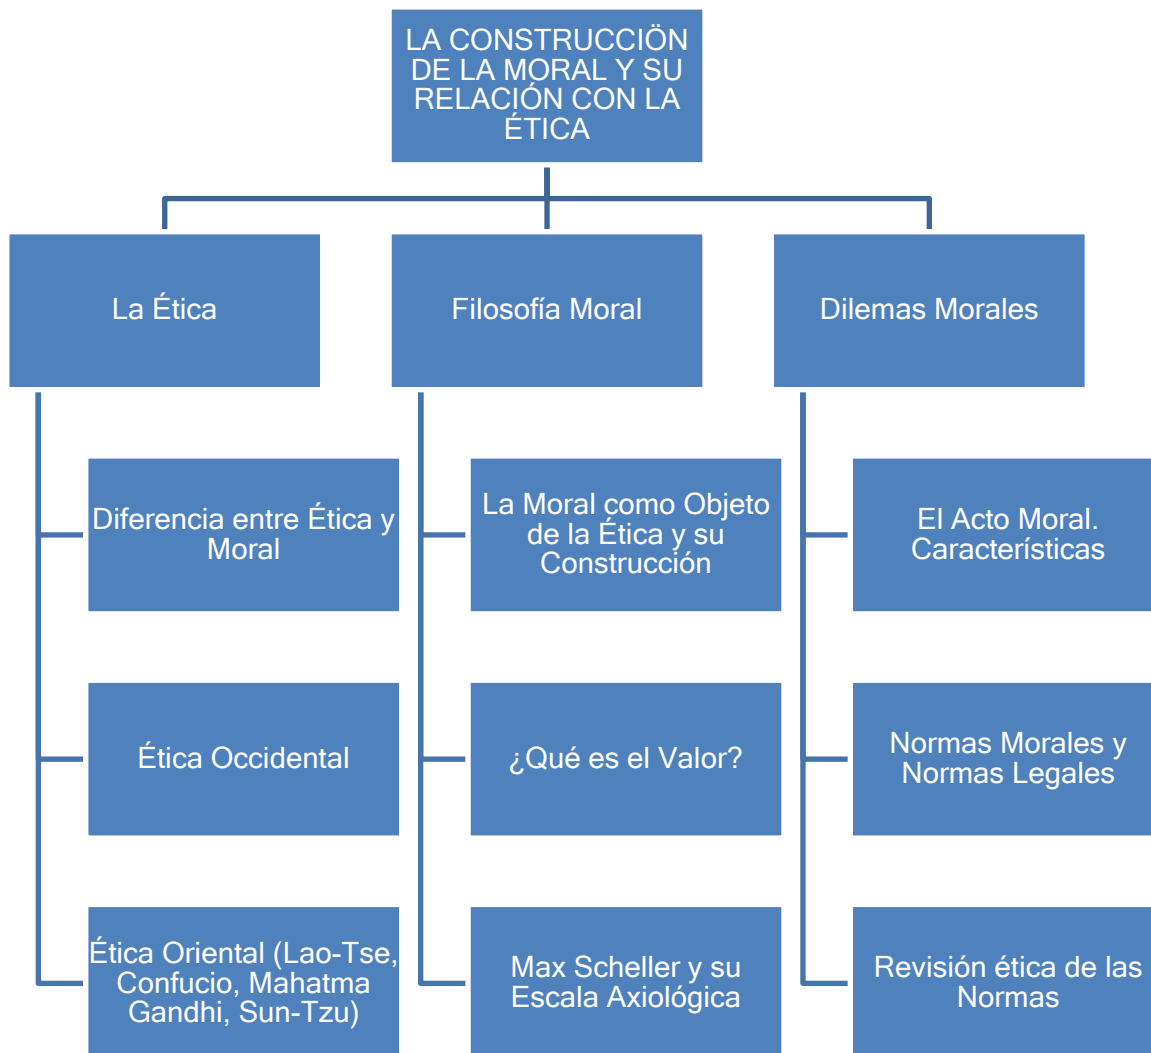 LA CONSTRUCCIÖN
DE LA MORAL Y SU
RELACIÓN CON LA
ÉTICA
La Ética
Filosofía Moral
Dilemas Morales
Diferencia entre Ética y
Moral
La Moral como Objeto
de la Ética y su
Construcción
El Acto Moral.
Características
Ética Occidental
¿Qué es el Valor?
Normas Morales y
Normas Legales
Ética Oriental (Lao-Tse,
Confucio, Mahatma
Gandhi, Sun-Tzu)
Max Scheller y su
Escala Axiológica
Revisión ética de las
Normas